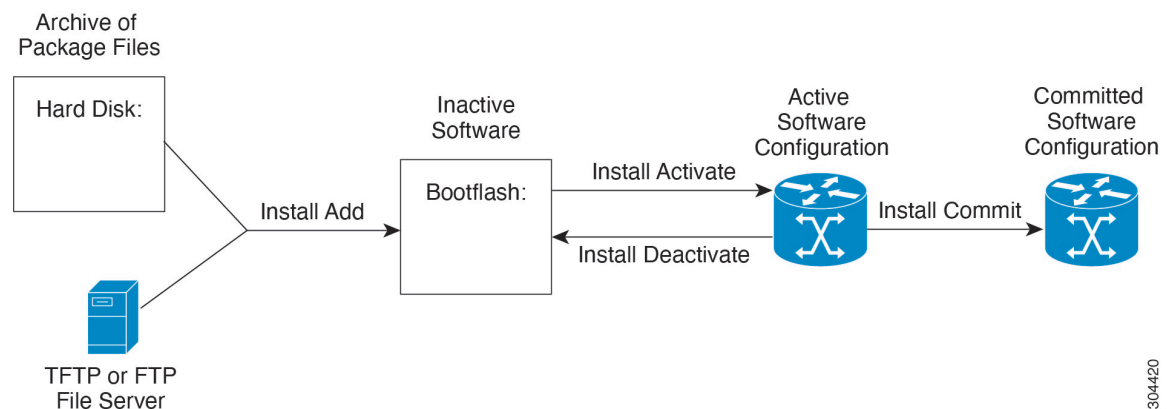 Archive of
Package Files
Hard Disk:
Inactive
Software
Bootflash:
Install Add
Install Activate
Install Deactivate
Active
Software
Configuration
Install Commit
Committed
Software
Configuration
TFTP or FTP
File Server
304420